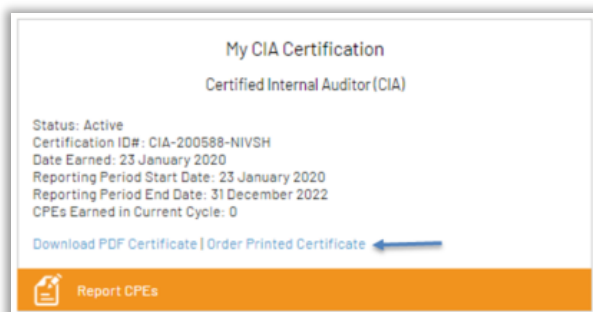 My CIA Certification
Certified Internal Auditor (CIA)
Status: Active
Certification ID#: CIA-200588-NIVSH
Date Earned: 23 January 2020
Reporting Period Start Date: 23 January 2020
Reporting Period End Date: 31 December 2022
CPEs Earned in Current Cycle: 0
Download PDF Certificate | Order Printed Certificate
Report CPEs